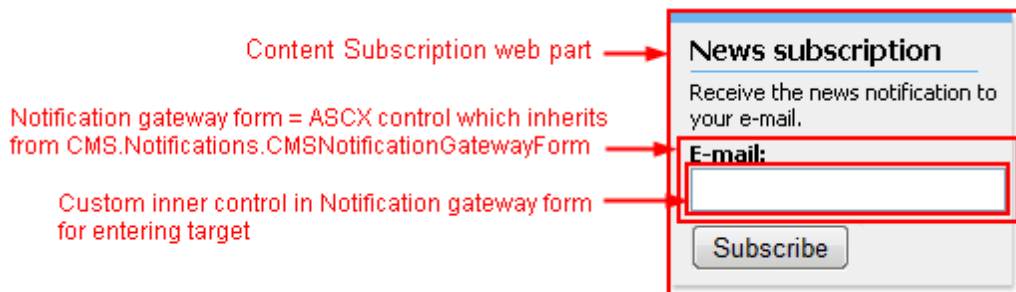 Content Subscription web part
News subscription
Receive the news notification to
your e-mail.
Notification gateway form = ASCX control which inherits
from CMS.Notifications.CMSNotificationGatewayForm
E-mail:
Custom inner control in Notification gateway form
for entering target
Subscribe